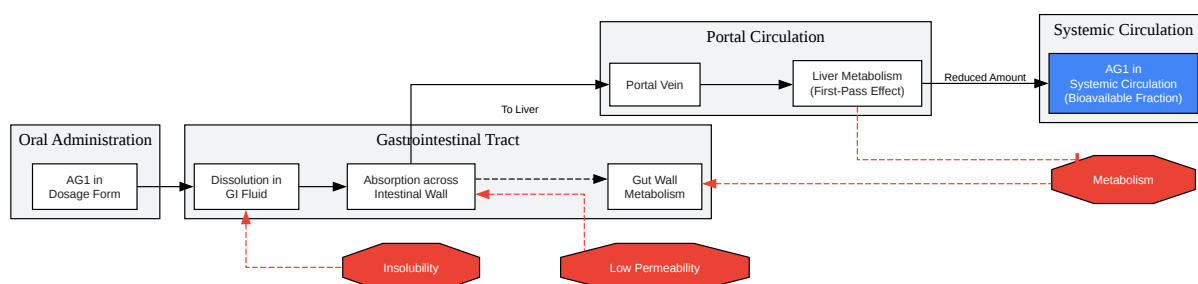 Oral Administration
AG1 in
Dosage Form
Gastrointestinal Tract
Dissolution in
GI Fluid
Absorption across
Intestinal Wall
Gut Wall
Metabolism
To Liver
Portal Circulation
Portal Vein
Liver Metabolism
(First-Pass Effect)
Reduced Amount
Systemic Circulation
AG1 in
Systemic Circulation
(Bioavailable Fraction)
Insolubility
Low Permeability
Metabolism